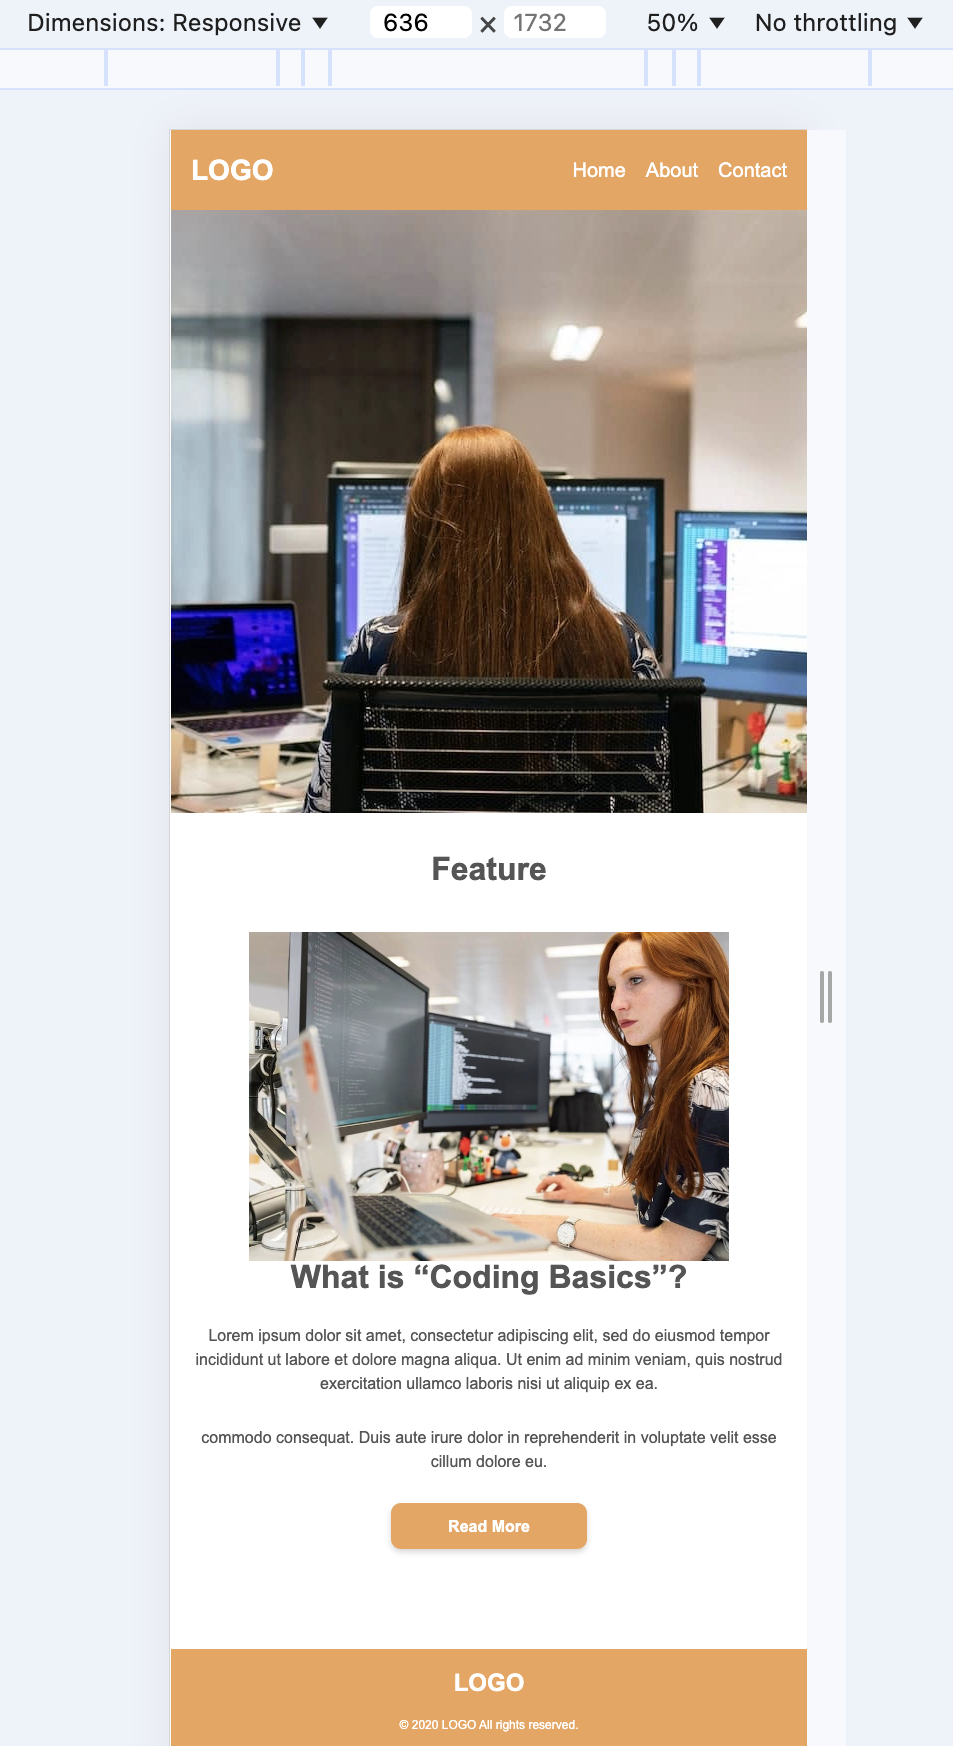 Dimensions: Responsive ▼ 636 × 1732 50% ▼ No throttling ▼
LOGO Home About Contact
Feature
What is “Coding Basics”?
Lorem ipsum dolor sit amet, consectetur adipiscing elit, sed do eiusmod tempor
incididunt ut labore et dolore magna aliqua. Ut enim ad minim veniam, quis nostrud
exercitation ullamco laboris nisi ut aliquip ex ea.
commodo consequat. Duis aute irure dolor in reprehenderit in voluptate velit esse
cillum dolore eu.
Read More
LOGO
© 2020 LOGO All rights reserved.